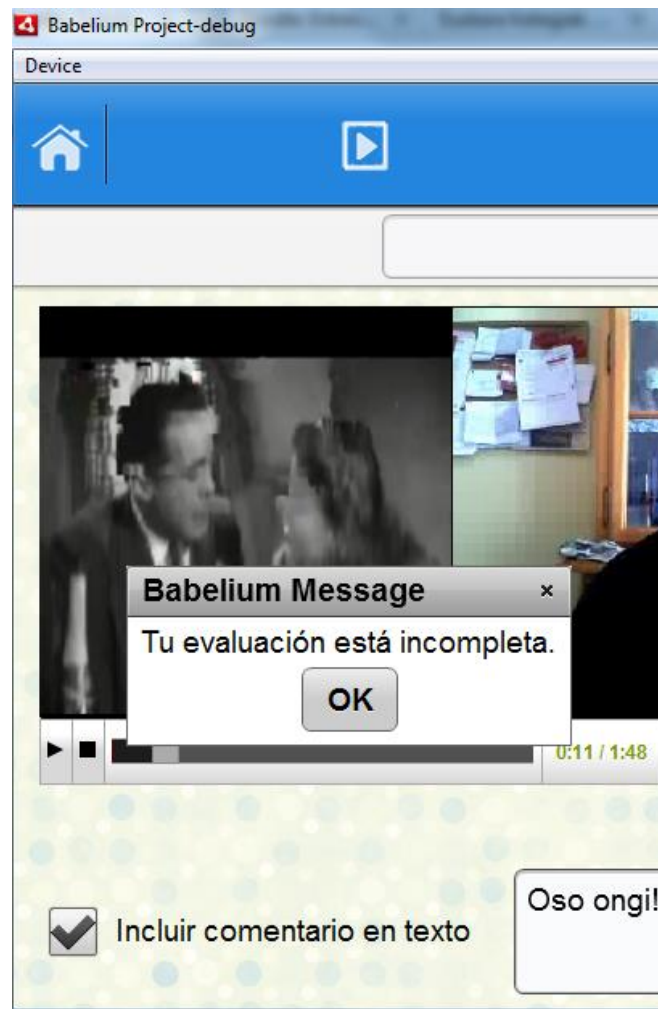 Babelium Project-debug
Device
Babelium Message ×
Tu evaluación está incompleta.
OK
0:11 / 1:48
Incluir comentario en texto
Oso ongi!